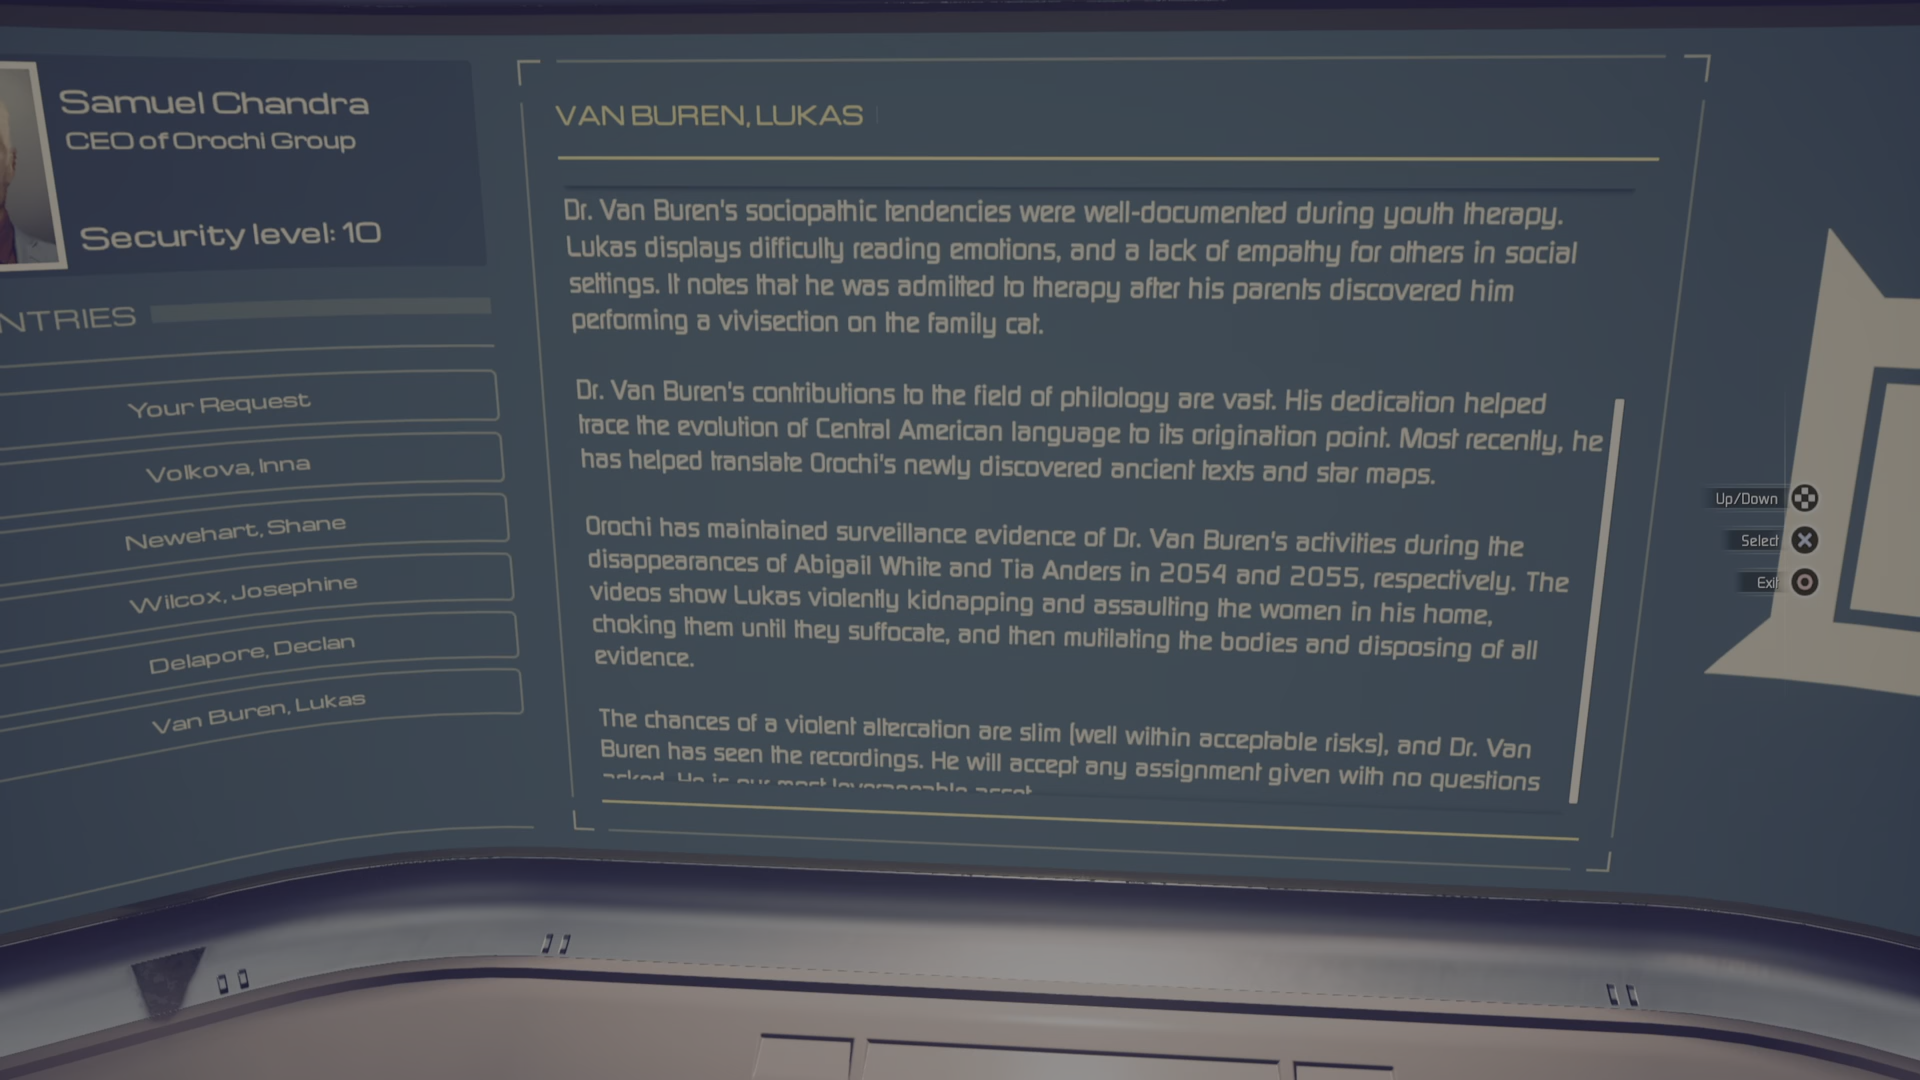 Samuel Chandra
CEO of Orochi Group
Security level: 10
NTRIES
Your Request
Volkova, Inna
Newehart, Shane
Wilcox, Josephine
Delapore, Declan
Van Buren, Lukas
VAN BUREN, LUKAS
Dr. Van Buren's sociopathic tendencies were well-documented during youth therapy.
Lukas displays difficulty reading emotions, and a lack of empathy for others in social
settings. It notes that he was admitted to therapy after his parents discovered him
performing a vivisection on the family cat.
Dr. Van Buren's contributions to the field of philology are vast. His dedication helped
trace the evolution of Central American language to its origination point. Most recently, he
has helped translate Orochi's newly discovered ancient texts and star maps.
Orochi has maintained surveillance evidence of Dr. Van Buren's activities during the
disappearances of Abigail White and Tia Anders in 2054 and 2055, respectively. The
videos show Lukas violently kidnapping and assaulting the women in his home,
choking them until they suffocate, and then mutilating the bodies and disposing of all
evidence.
The chances of a violent altercation are slim (well within acceptable risks), and Dr. Van
Buren has seen the recordings. He will accept any assignment given with no questions
asked. He is our most leverageable asset
Up/Down
Select
Exit